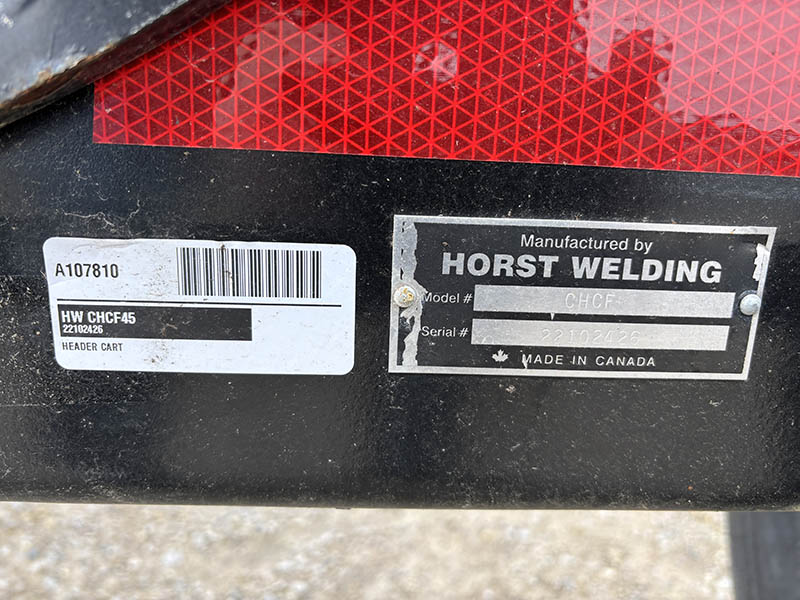 A107810
HW CHCF45
22102426
HEADER CART
Manufactured by
HORST WELDING
Model # CHCF
Serial # 22102426
MADE IN CANADA